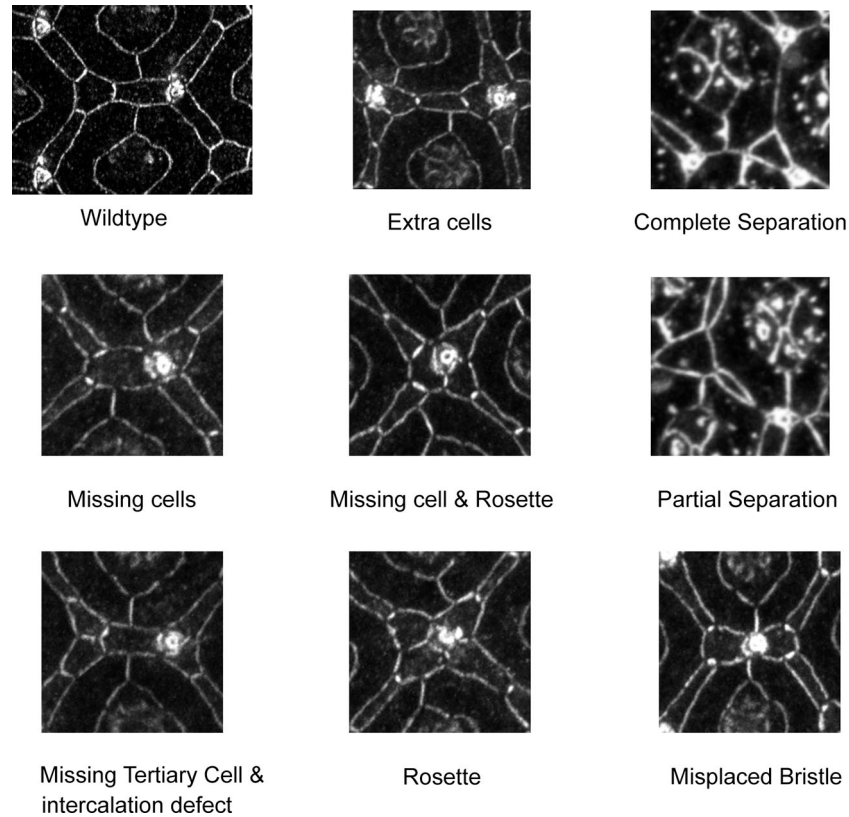 Wildtype
Extra cells
Complete Separation
Missing cells
Missing cell & Rosette
Partial Separation
Missing Tertiary Cell &
intercalation defect
Rosette
Misplaced Bristle